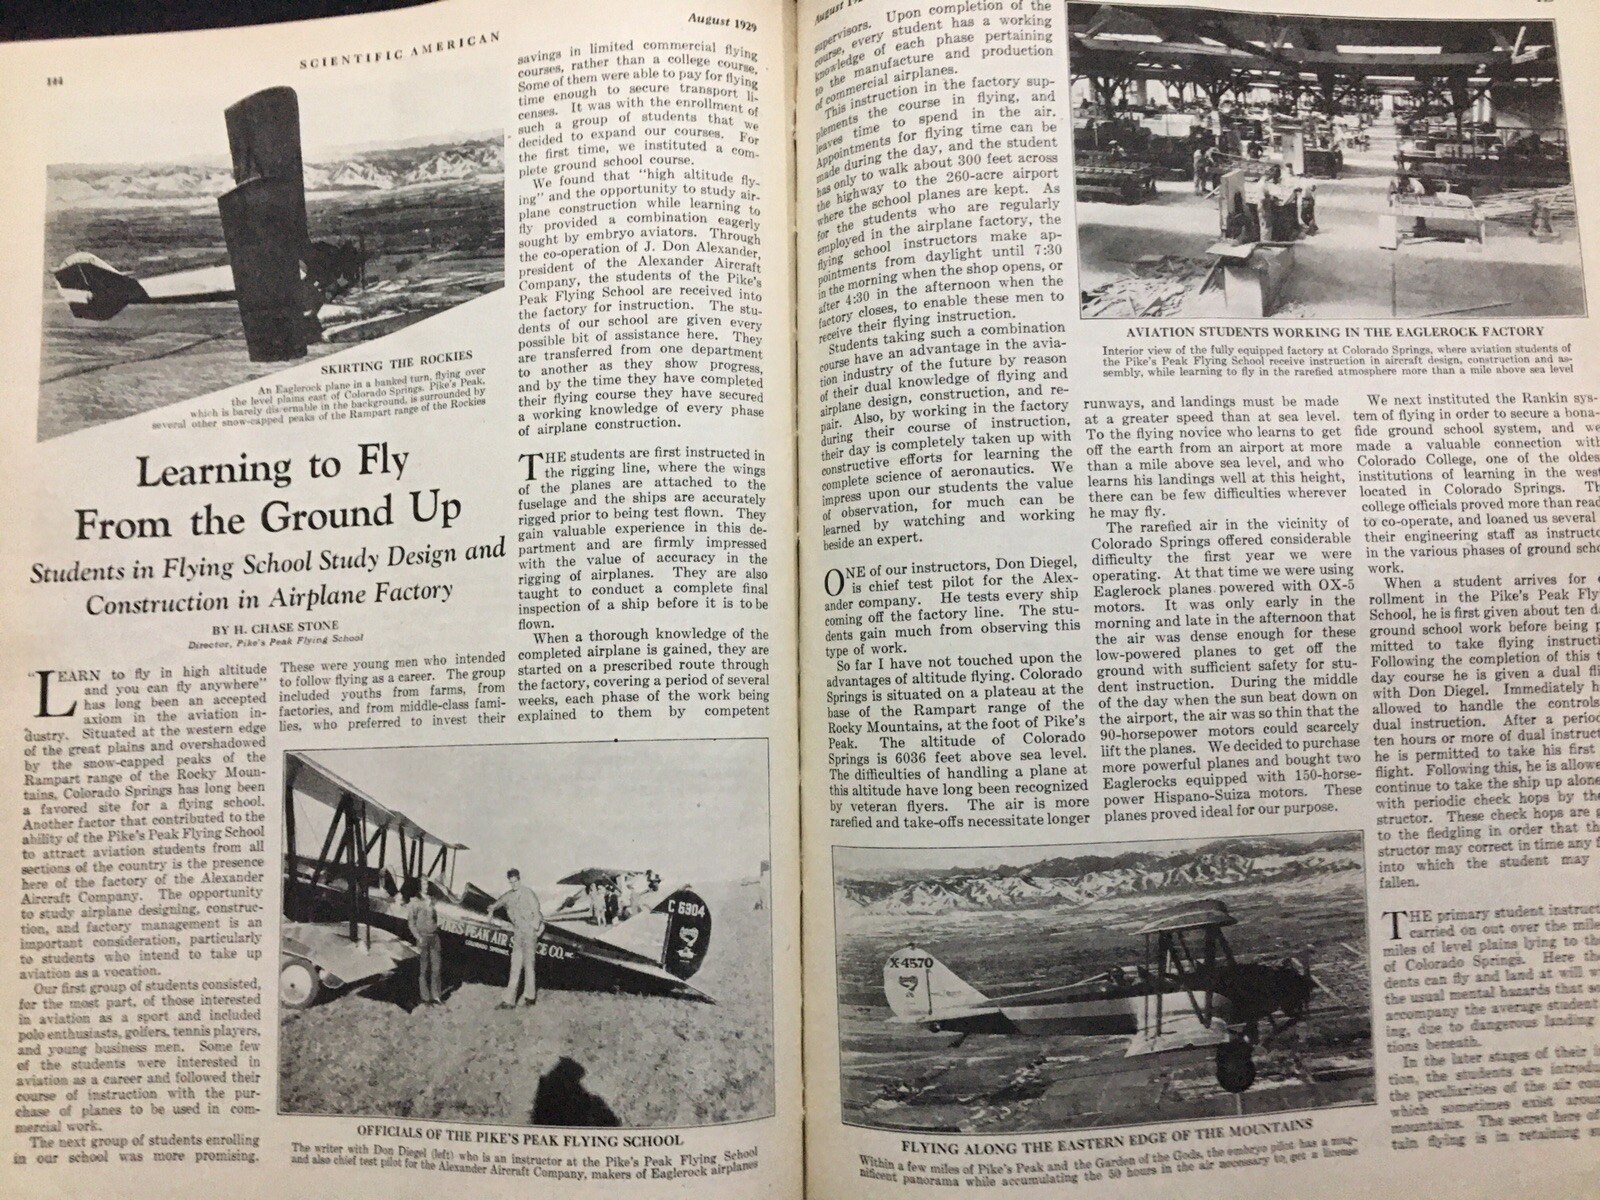 144
SCIENTIFIC AMERICAN
August 1929
SKIRTING THE ROCKIES
An Eaglerock plane in a banked turn, flying over
the level plains east of Colorado Springs. Pike's Peak,
which is barely discernable in the background, is surrounded by
several other snow-capped peaks of the Rampart range of the Rockies
Learning to Fly
From the Ground Up
Students in Flying School Study Design and
Construction in Airplane Factory
BY H. CHASE STONE
Director, Pike's Peak Flying School
"LEARN to fly in high altitude
and you can fly anywhere"
has long been an accepted
axiom in the aviation in-
dustry. Situated at the western edge
of the great plains and overshadowed
by the snow-capped peaks of the
Rampart range of the Rocky Moun-
tains, Colorado Springs has long been
a favored site for a flying school.
Another factor that contributed to the
ability of the Pike's Peak Flying School
to attract aviation students from all
sections of the country is the presence
here of the factory of the Alexander
Aircraft Company. The opportunity
to study airplane designing, construc-
tion, and factory management is an
important consideration, particularly
to students who intend to take up
aviation as a vocation.
Our first group of students consisted,
for the most part, of those interested
in aviation as a sport and included
polo enthusiasts, golfers, tennis players,
and young business men. Some few
of the students were interested in
aviation as a career and followed their
course of instruction with the pur-
chase of planes to be used in com-
mercial work.
The next group of students enrolling
in our school was more promising.
These were young men who intended
to follow flying as a career. The group
included youths from farms, from
factories, and from middle-class fami-
lies, who preferred to invest their
savings in limited commercial flying
courses, rather than a college course.
Some of them were able to pay for flying
time enough to secure transport li-
censes. It was with the enrollment of
such a group of students that we
decided to expand our courses. For
the first time, we instituted a com-
plete ground school course.
We found that "high altitude fly-
ing" and the opportunity to study air-
plane construction while learning to
fly provided a combination eagerly
sought by embryo aviators. Through
the co-operation of J. Don Alexander,
president of the Alexander Aircraft
Company, the students of the Pike's
Peak Flying School are received into
the factory for instruction. The stu-
dents of our school are given every
possible bit of assistance here. They
are transferred from one department
to another as they show progress,
and by the time they have completed
their flying course they have secured
a working knowledge of every phase
of airplane construction.
THE students are first instructed in
the rigging line, where the wings
of the planes are attached to the
fuselage and the ships are accurately
rigged prior to being test flown. They
gain valuable experience in this de-
partment and are firmly impressed
with the value of accuracy in the
rigging of airplanes. They are also
taught to conduct a complete final
inspection of a ship before it is to be
flown.
When a thorough knowledge of the
completed airplane is gained, they are
started on a prescribed route through
the factory, covering a period of several
weeks, each phase of the work being
explained to them by competent
PIKES PEAK AIR S CE CO. INC.
COLORADO SPRINGS
C 6904
OFFICIALS OF THE PIKE'S PEAK FLYING SCHOOL
The writer with Don Diegel (left) who is an instructor at the Pike's Peak Flying School
and also chief test pilot for the Alexander Aircraft Company, makers of Eaglerock airplanes
August
supervisors. Upon completion of the
course, every student has a working
knowledge of each phase pertaining
to the manufacture and production
of commercial airplanes.
This instruction in the factory sup-
plements the course in flying, and
leaves time to spend in the air.
Appointments for flying time can be
made during the day, and the student
has only to walk about 300 feet across
the highway to the 260-acre airport
where the school planes are kept. As
for the students who are regularly
employed in the airplane factory, the
flying school instructors make ap-
pointments from daylight until 7:30
in the morning when the shop opens, or
after 4:30 in the afternoon when the
factory closes, to enable these men to
receive their flying instruction.
Students taking such a combination
course have an advantage in the avia-
tion industry of the future by reason
of their dual knowledge of flying and
airplane design, construction, and re-
pair. Also, by working in the factory
during their course of instruction,
their day is completely taken up with
constructive efforts for learning the
complete science of aeronautics. We
impress upon our students the value
of observation, for much can be
learned by watching and working
beside an expert.
ONE of our instructors, Don Diegel,
is chief test pilot for the Alex-
ander company. He tests every ship
coming off the factory line. The stu-
dents gain much from observing this
type of work.
So far I have not touched upon the
advantages of altitude flying. Colorado
Springs is situated on a plateau at the
base of the Rampart range of the
Rocky Mountains, at the foot of Pike's
Peak. The altitude of Colorado
Springs is 6036 feet above sea level.
The difficulties of handling a plane at
this altitude have long been recognized
by veteran flyers. The air is more
rarefied and take-offs necessitate longer
AVIATION STUDENTS WORKING IN THE EAGLEROCK FACTORY
Interior view of the fully equipped factory at Colorado Springs, where aviation students of
the Pike's Peak Flying School receive instruction in aircraft design, construction and as-
sembly, while learning to fly in the rarefied atmosphere more than a mile above sea level
runways, and landings must be made
at a greater speed than at sea level.
To the flying novice who learns to get
off the earth from an airport at more
than a mile above sea level, and who
learns his landings well at this height,
there can be few difficulties wherever
he may fly.
The rarefied air in the vicinity of
Colorado Springs offered considerable
difficulty the first year we were
operating. At that time we were using
Eaglerock planes powered with OX-5
motors. It was only early in the
morning and late in the afternoon that
the air was dense enough for these
low-powered planes to get off the
ground with sufficient safety for stu-
dent instruction. During the middle
of the day when the sun beat down on
the airport, the air was so thin that the
90-horsepower motors could scarcely
lift the planes. We decided to purchase
more powerful planes and bought two
Eaglerocks equipped with 150-horse-
power Hispano-Suiza motors. These
planes proved ideal for our purpose.
We next instituted the Rankin sys-
tem of flying in order to secure a bona-
fide ground school system, and we
made a valuable connection with
Colorado College, one of the oldes
institutions of learning in the west
located in Colorado Springs. Th
college officials proved more than read
to co-operate, and loaned us several
their engineering staff as instructo
in the various phases of ground scho
work.
When a student arrives for
rollment in the Pike's Peak Fly
School, he is first given about ten d
ground school work before being p
mitted to take flying instructi
Following the completion of this t
day course he is given a dual fli
with Don Diegel. Immediately h
allowed to handle the controls
dual instruction. After a period
ten hours or more of dual instruct
he is permitted to take his first
flight. Following this, he is allowe
continue to take the ship up alone
with periodic check hops by the
structor. These check hops are g
to the fledgling in order that th
structor may correct in time any f
into which the student may
fallen.
THE primary student instruct
carried on out over the mile
miles of level plains lying to the
of Colorado Springs. Here the
dents can fly and land at will w
the usual mental hazards that so
accompany the average student
ing, due to dangerous landing
tions beneath.
In the later stages of their i
tion, the students are introdu
the peculiarities of the air cur
which sometimes exist aroun
mountains. The secret here of
tain flying is in retaining su
X-4570
FLYING ALONG THE EASTERN EDGE OF THE MOUNTAINS
Within a few miles of Pike's Peak and the Garden of the Gods, the embryo pilot has a mag-
nificent panorama while accumulating the 50 hours in the air necessary to get a license